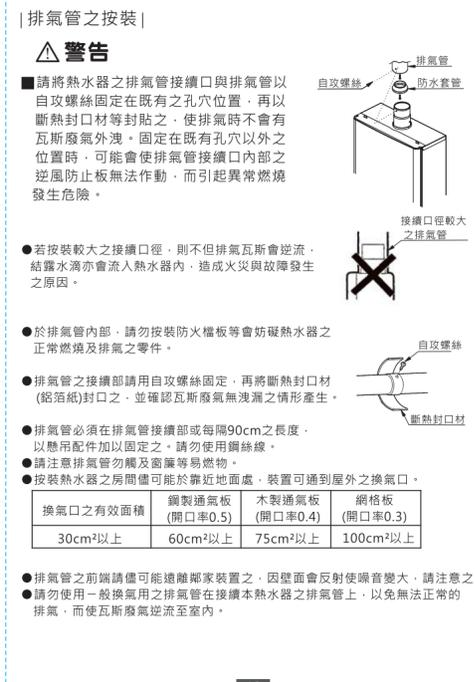 |排氣管之按裝|
警告
■請將熱水器之排氣管接續口與排氣管以
自攻螺絲固定在既有之孔穴位置，再以
斷熱封口材等封貼之，使排氣時不會有
瓦斯廢氣外洩。固定在既有孔穴以外之
位置時，可能會使排氣管接續口內部之
逆風防止板無法作動，而引起異常燃燒
發生危險。
排氣管
自攻螺絲
防水套管
接續口徑較大
之排氣管
●若按裝較大之接續口徑，則不但排氣瓦斯會逆流，
結露水滴亦會流入熱水器內，造成火災與故障發生
之原因。
●於排氣管內部，請勿按裝防火檔板等會妨礙熱水器之
正常燃燒及排氣之零件。
●排氣管之接續部請用自攻螺絲固定，再將斷熱封口材
(鋁箔紙)封口之，並確認瓦斯廢氣無洩漏之情形產生。
自攻螺絲
斷熱封口材
●排氣管必須在排氣管接續部或每隔90cm之長度，
以懸吊配件加以固定之。請勿使用鋼絲線。
●請注意排氣管勿觸及窗簾等易燃物。
●按裝熱水器之房間儘可能於靠近地面處，裝置可通到屋外之換氣口。
換氣口之有效面積 鋼製通氣板 木製通氣板 網格板
(開口率0.5) (開口率0.4) (開口率0.3)
30cm²以上 60cm²以上 75cm²以上 100cm²以上
●排氣管之前端請儘可能遠離鄰家裝置之，因壁面會反射使噪音變大，請注意之
●請勿使用一般換氣用之排氣管在接續本熱水器之排氣管上，以免無法正常的
排氣，而使瓦斯廢氣逆流至室內。